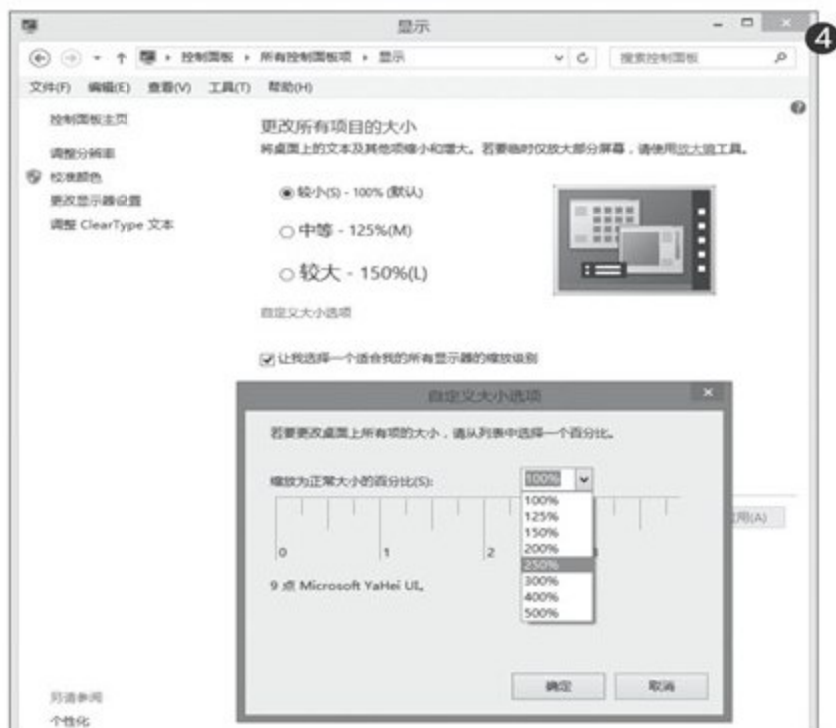 显示
4
控制面板 ▸ 所有控制面板项 ▸ 显示
搜索控制面板
文件(F) 编辑(E) 查看(V) 工具(T) 帮助(H)
控制面板主页
调整分辨率
校准颜色
更改显示器设置
调整 ClearType 文本
更改所有项目的大小
将桌面上的文本及其他项缩小和增大。若要临时仅放大部分屏幕，请使用放大镜工具。
较小(S) - 100% (默认)
中等 - 125%(M)
较大 - 150%(L)
自定义大小选项
让我选择一个适合我的所有显示器的缩放级别
自定义大小选项
若要更改桌面上所有项的大小，请从列表中选择一个百分比。
缩放为正常大小的百分比(S): 100%
100%
125%
150%
200%
250%
300%
400%
500%
0 1 2
9 点 Microsoft YaHei UI。
用(A)
确定 取消
另请参阅
个性化